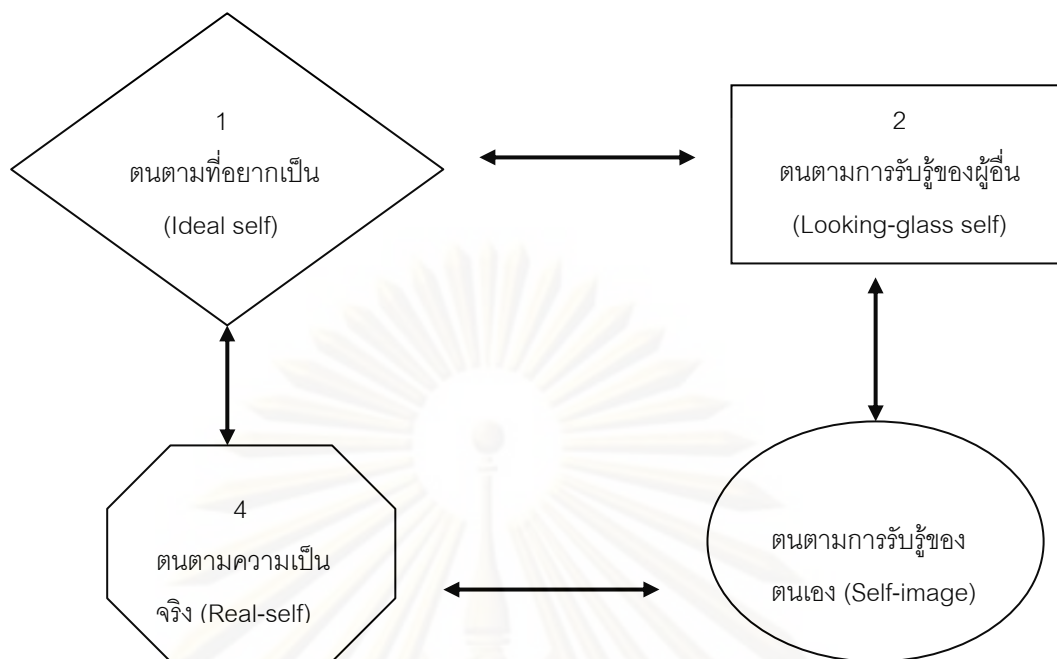 1
ตนตามที่อยากเป็น
(Ideal self)
2
ตนตามการรับรู้ของผู้อื่น
(Looking-glass self)
4
ตนตามความเป็น
จริง (Real-self)
ตนตามการรับรู้ของ
ตนเอง (Self-image)